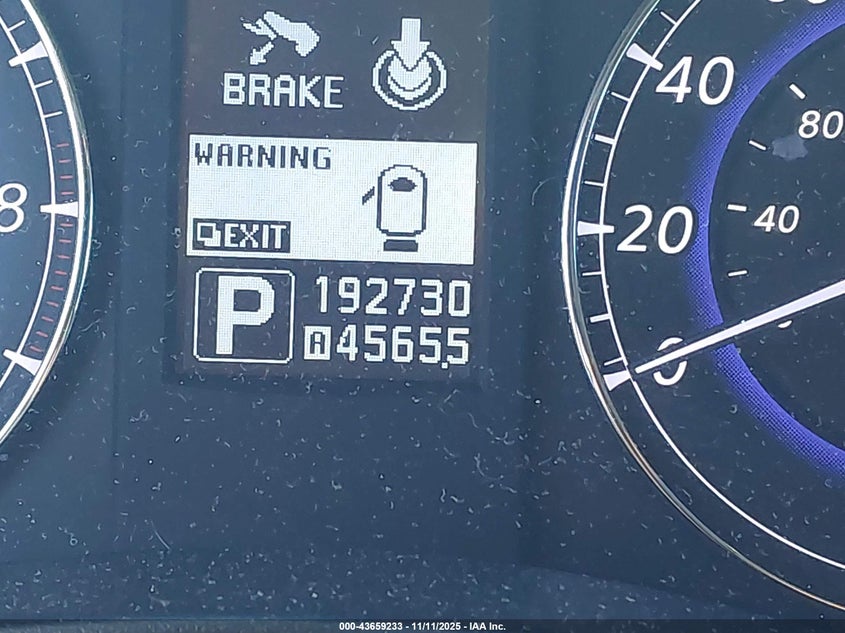 BRAKE
WARNING
EXIT
P
192730
A 4565.5
8
40
20
0
80
40
000-43659233 - 11/11/2025 - IAA Inc.